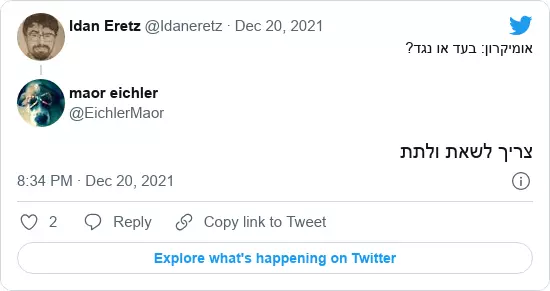 Idan Eretz @Idaneretz · Dec 20, 2021
אומיקרון: בעד או נגד?
maor eichler
@EichlerMaor
צריך לשאת ולתת
8:34 PM · Dec 20, 2021
2 Reply Copy link to Tweet
Explore what's happening on Twitter